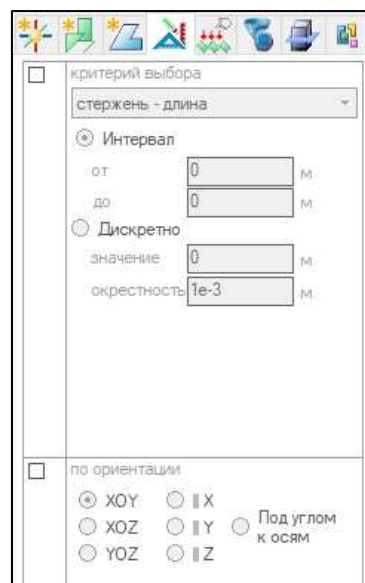 критерий выбора
стержень - длина
Интервал
от 0 м
до 0 м
Дискретно
значение 0 м
окрестность 1e-3 м
по ориентации
XOY || X
XOZ || Y Под углом к осям
YOZ || Z